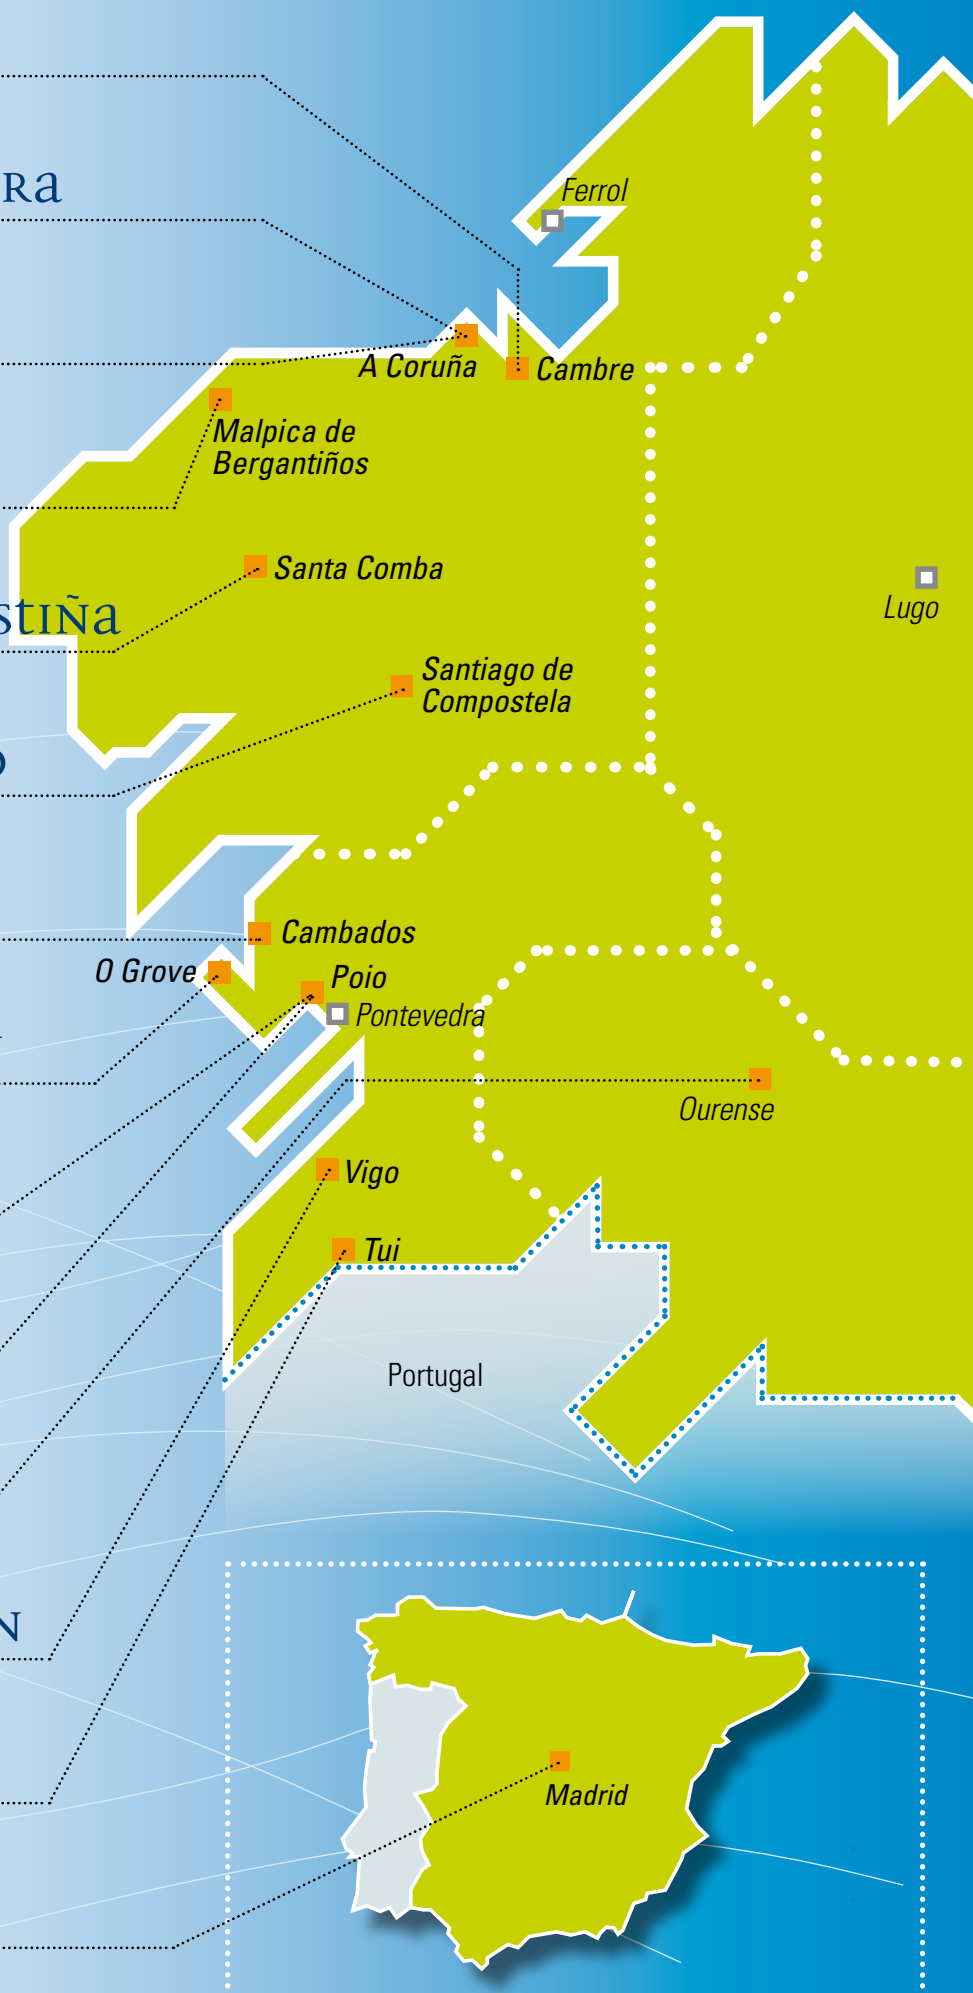 Ferrol
Ra
A Coruña
Cambre
Malpica de
Bergantiños
Santa Comba
Lugo
stiÑa
Santiago de
Compostela
Cambados
O Grove
Poio
Pontevedra
Ourense
Vigo
Tui
Portugal
N
Madrid